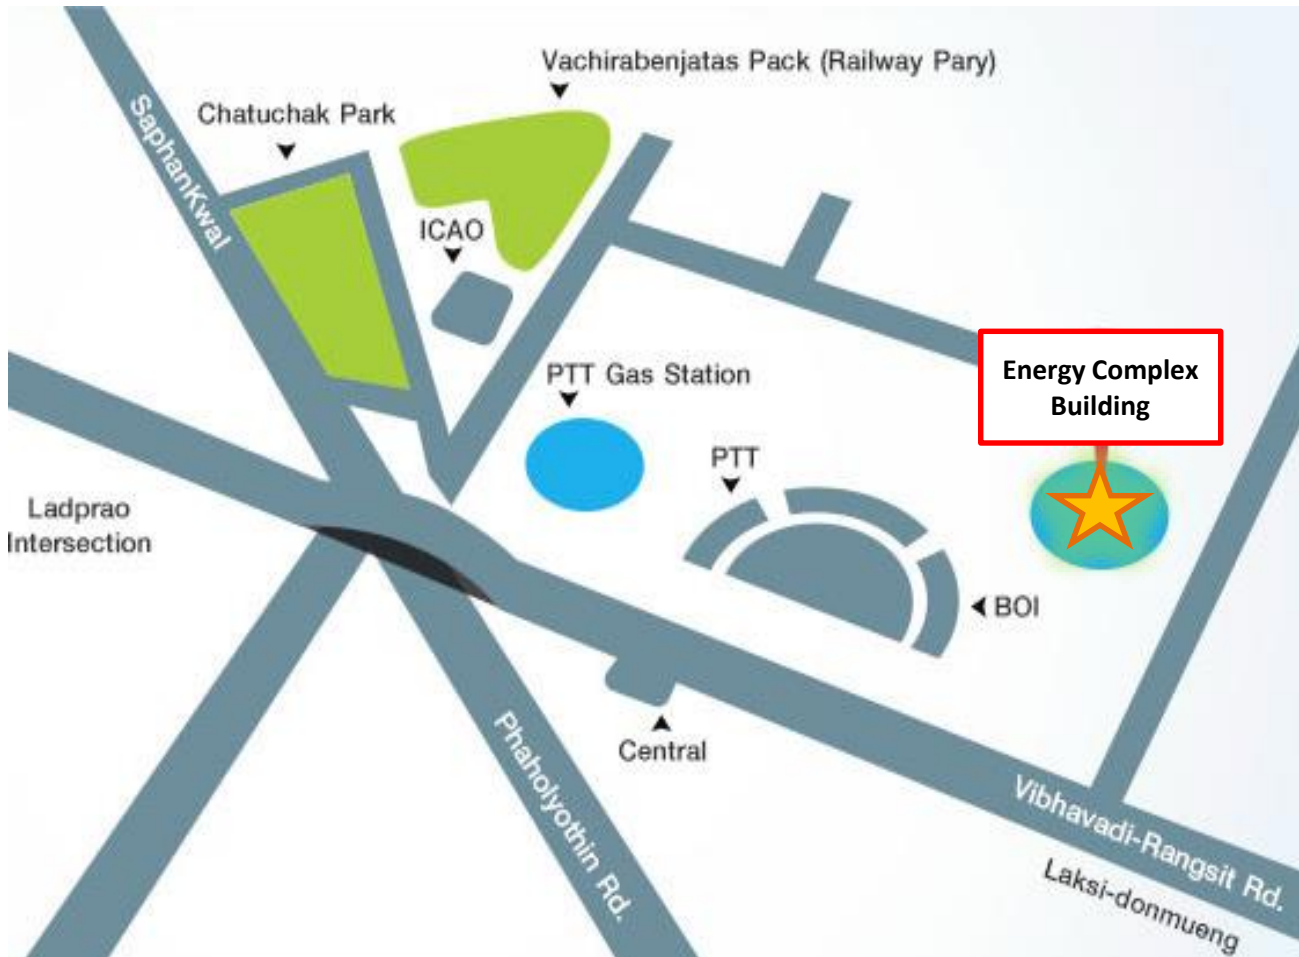 Vachirabenjatas Pack (Railway Pary)
Chatuchak Park
SaphanKwal
ICAO
Energy Complex
Building
PTT Gas Station
PTT
Ladprao
Intersection
BOI
Central
Phaholyothin Rd.
Vibhavadi-Rangsit Rd.
Laksi-donmueng